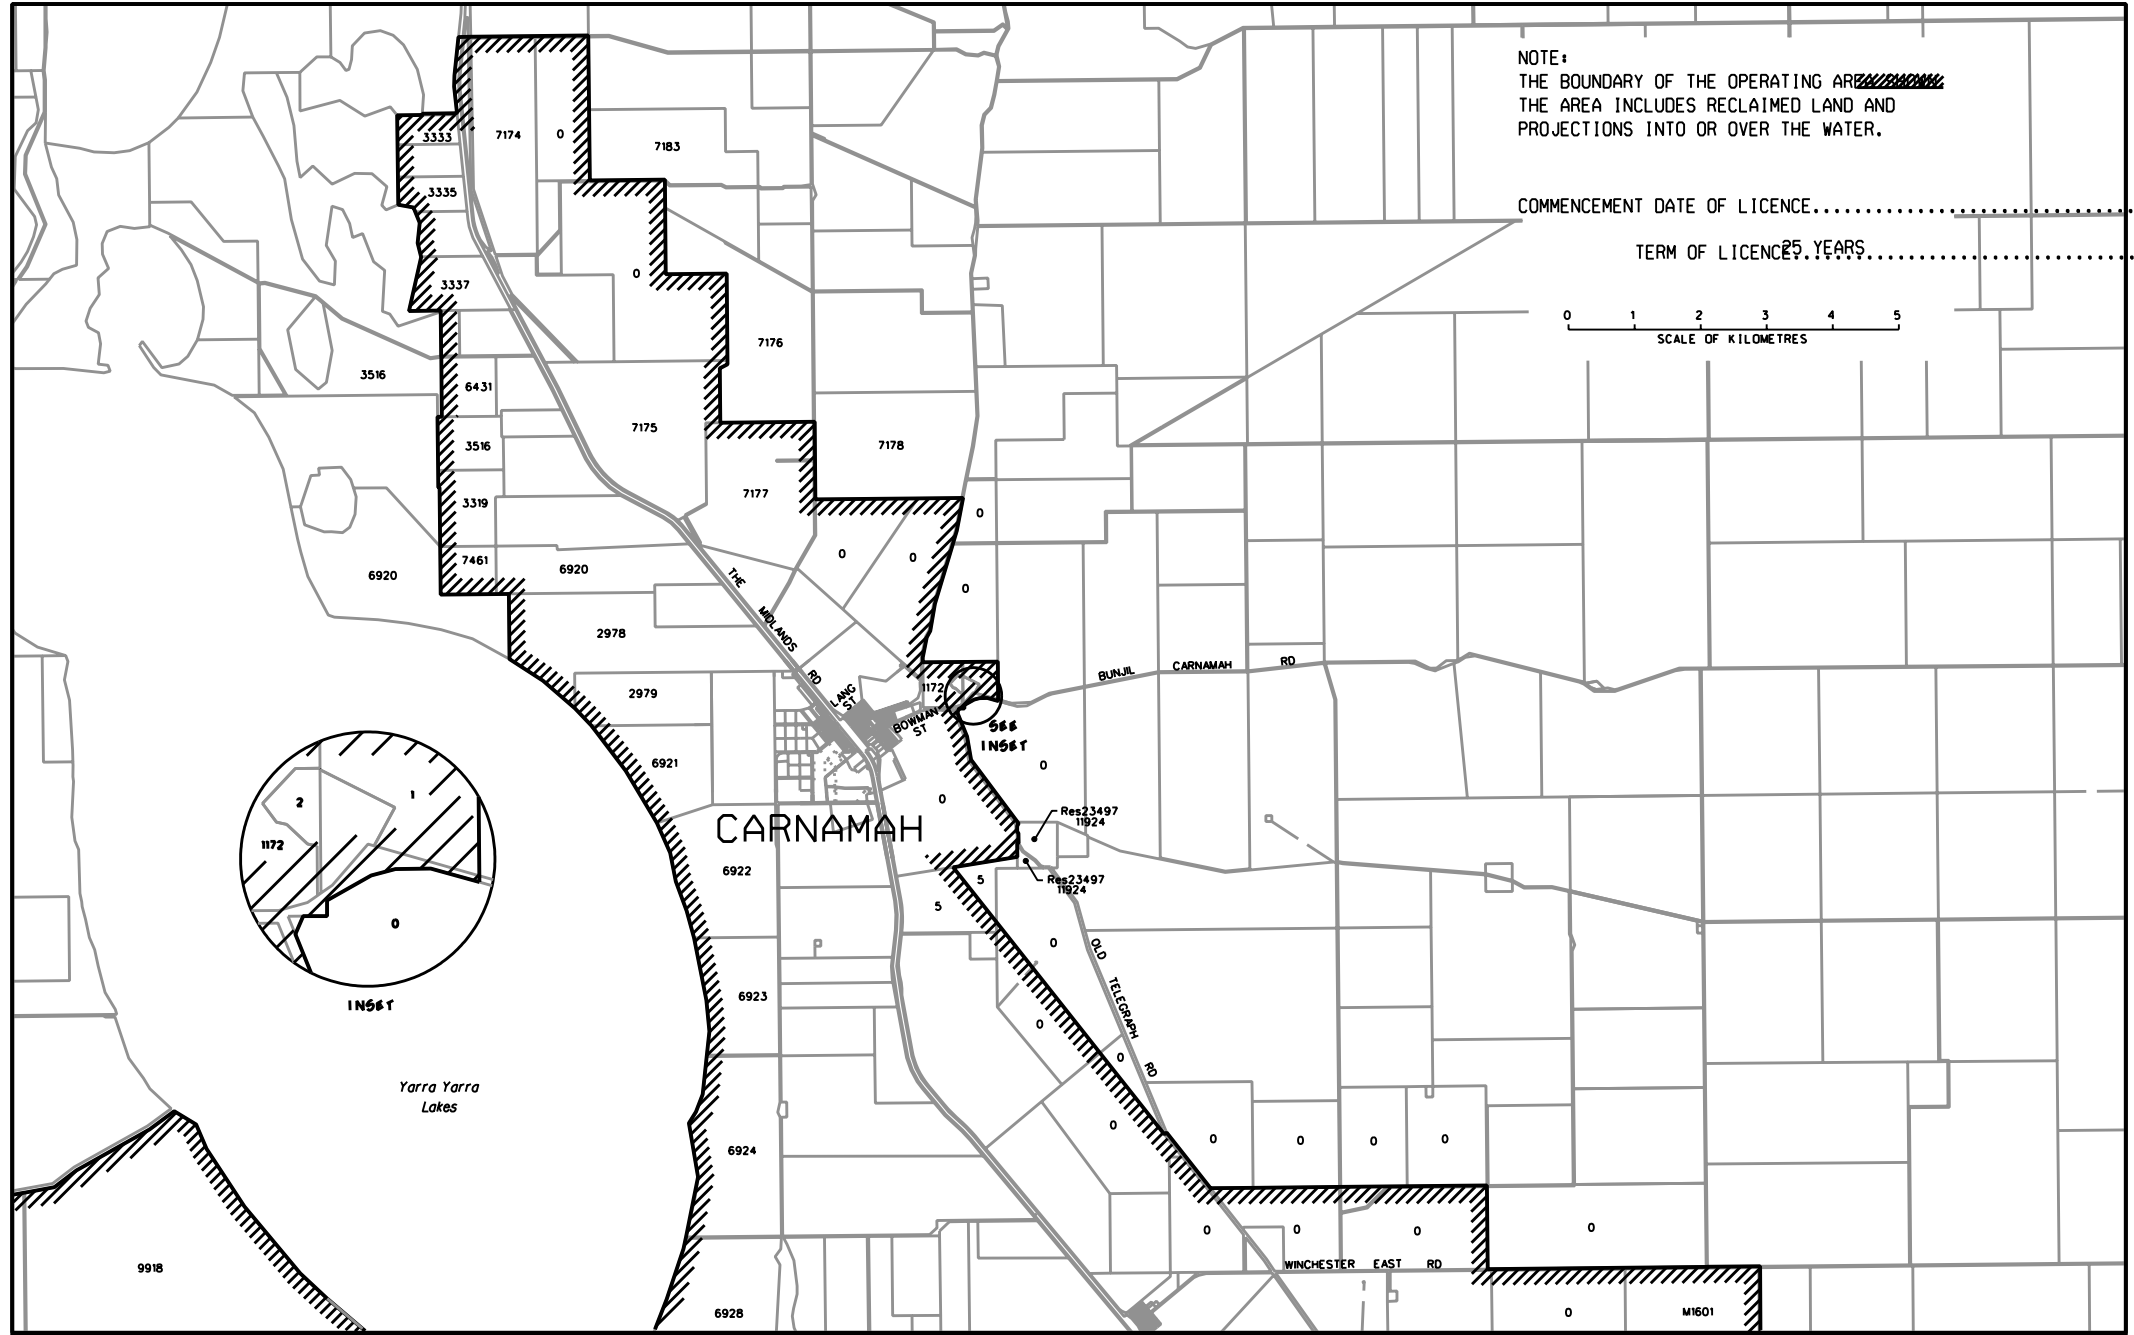 NOTE:
THE BOUNDARY OF THE OPERATING AREA SHOWN
THE AREA INCLUDES RECLAIMED LAND AND
PROJECTIONS INTO OR OVER THE WATER.
COMMENCEMENT DATE OF LICENCE........................
TERM OF LICENCE 25 YEARS........................
0 1 2 3 4 5
SCALE OF KILOMETRES
3333
7174
0
7183
3335
0
3337
7176
3516
6431
7175
7178
3516
7177
3319
0
0
0
7461
6920
6920
0
THE MIDLANDS RD
2978
BUNJIL CARNAMAH RD
1172
2979
LANG ST
BOWMAN ST
SEE
INSET
6921
0
0
2
1
1172
0
INSET
CARNAMAH
Res23497
11924
Res23497
11924
6922
5
5
0
OLD TELEGRAPH RD
6923
0
0
Yarra Yarra
Lakes
0
0
0
0
0
6924
0
0
0
0
9918
WINCHESTER EAST RD
6928
0
M1601